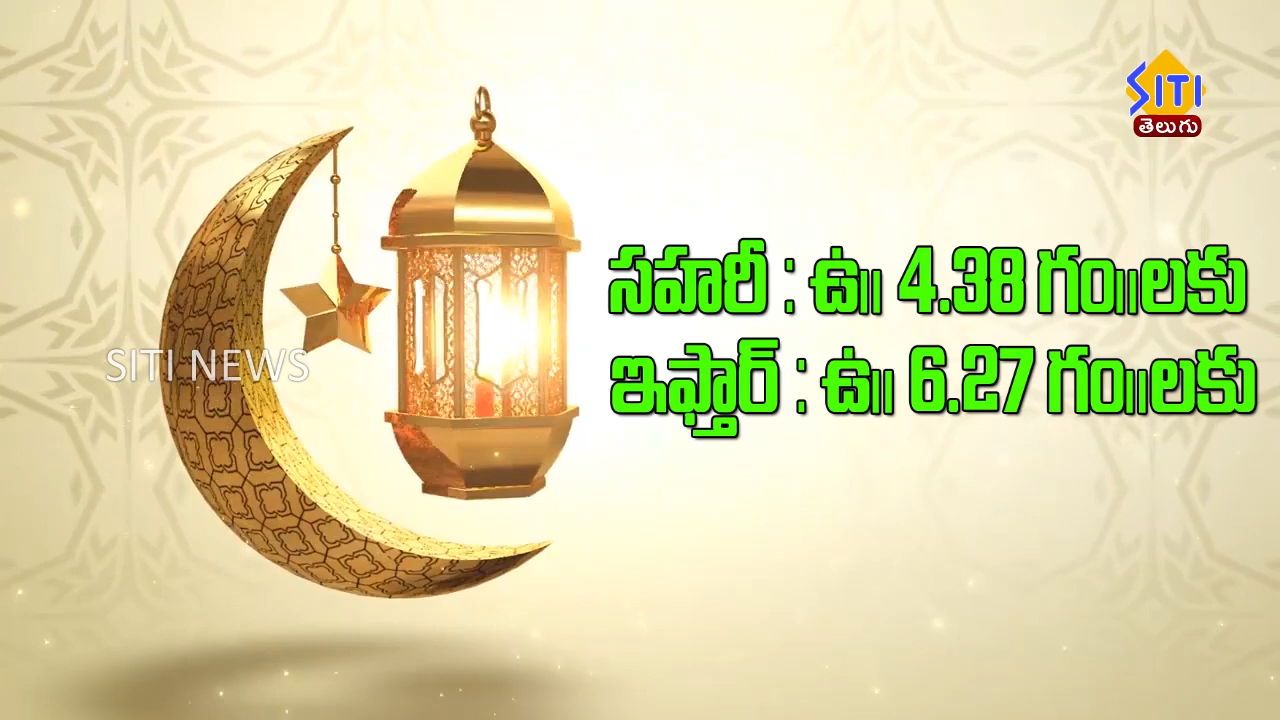 SITI
తెలుగు
సహరీ : ఉ॥ 4.38 గం॥లకు
ఇఫ్తార్ : ఉ॥ 6.27 గం॥లకు
SITI NEWS